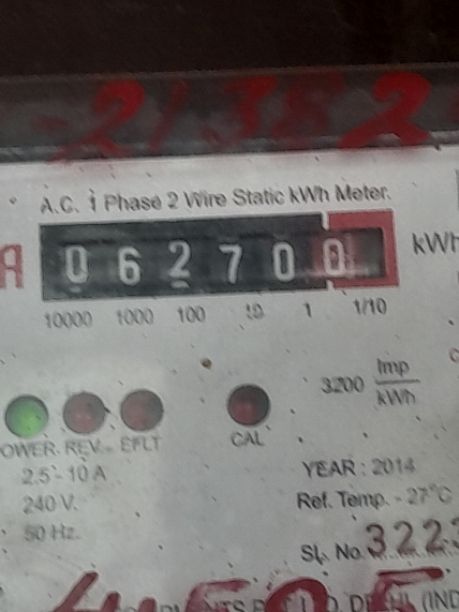 21382
A.C. 1 Phase 2 Wire Static kWh Meter.
0 6 2 7 0 0 kWh
10000 1000 100 10 1 1/10
3200 Imp/kWh
POWER. REV. EFLT CAL
2.5 - 10 A
YEAR : 2014
240 V.
Ref. Temp. - 27°C
50 Hz.
SL. No. 3223